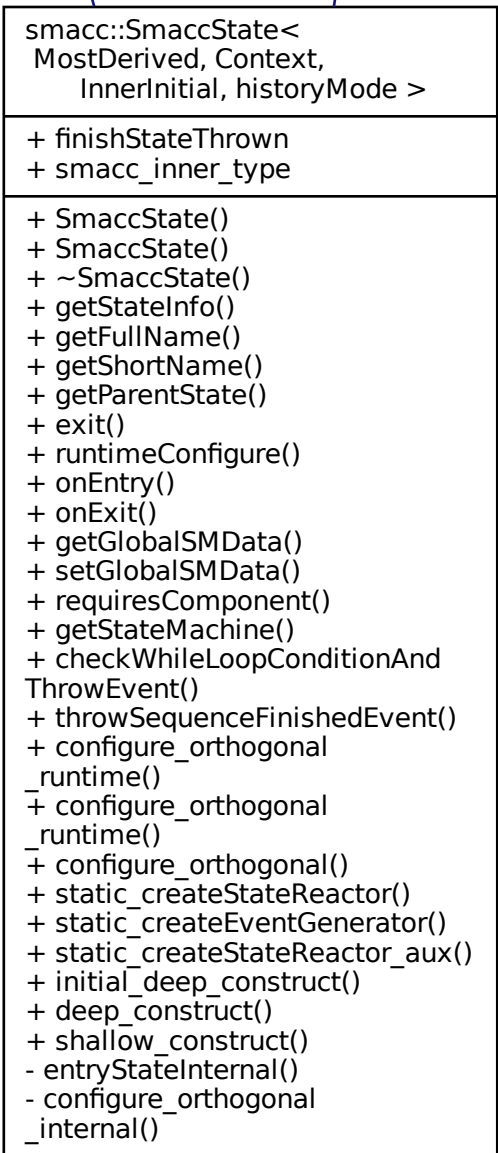 smacc::SmaccState<
MostDerived, Context,
InnerInitial, historyMode >
+ finishStateThrown
+ smacc_inner_type
+ SmaccState()
+ SmaccState()
+ ~SmaccState()
+ getStateInfo()
+ getFullName()
+ getShortName()
+ getParentState()
+ exit()
+ runtimeConfigure()
+ onEntry()
+ onExit()
+ getGlobalSMData()
+ setGlobalSMData()
+ requiresComponent()
+ getStateMachine()
+ checkWhileLoopConditionAnd
ThrowEvent()
+ throwSequenceFinishedEvent()
+ configure_orthogonal
_runtime()
+ configure_orthogonal
_runtime()
+ configure_orthogonal()
+ static_createStateReactor()
+ static_createEventGenerator()
+ static_createStateReactor_aux()
+ initial_deep_construct()
+ deep_construct()
+ shallow_construct()
- entryStateInternal()
- configure_orthogonal
_internal()